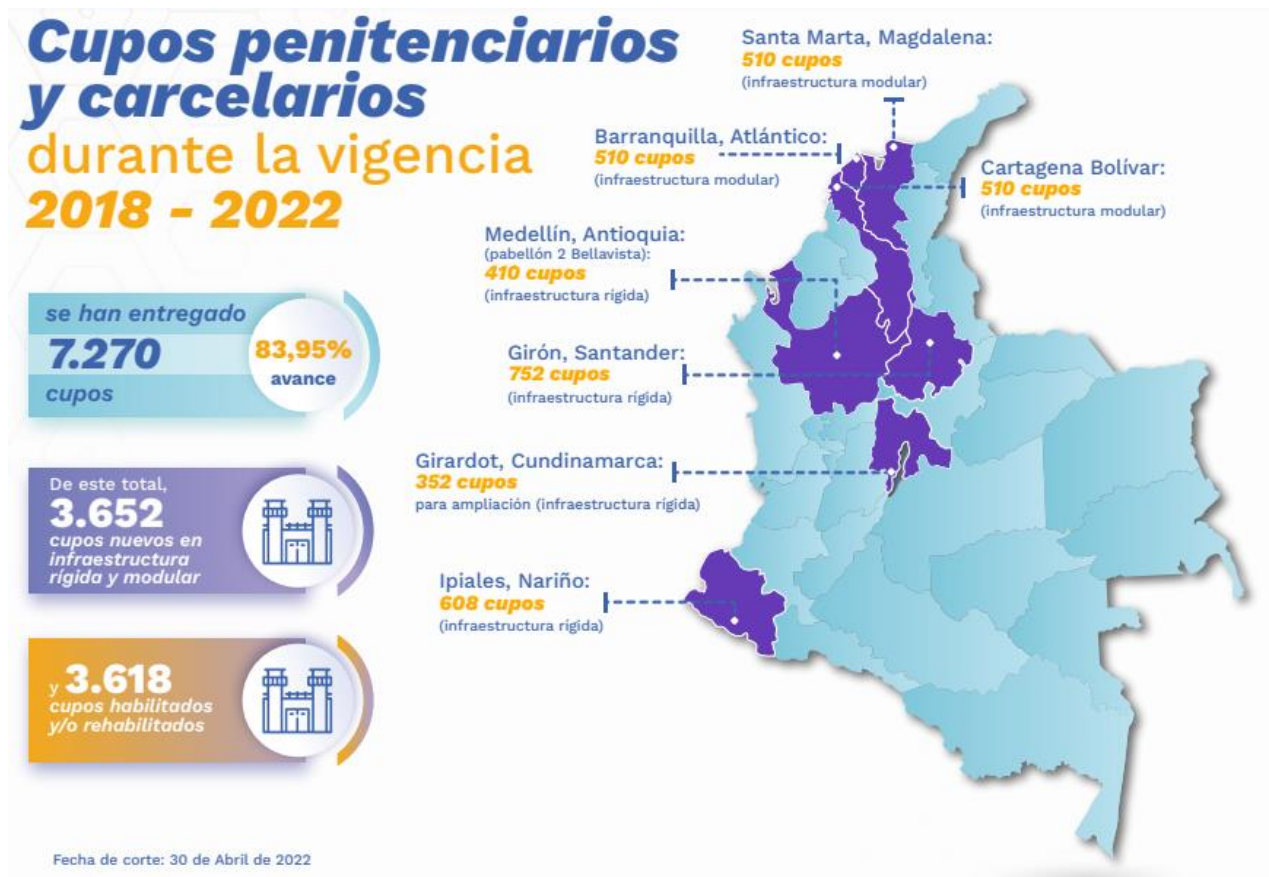 Cupos penitenciarios
y carcelarios
durante la vigencia
2018 - 2022
se han entregado
7.270
cupos
83,95%
avance
De este total,
3.652
cupos nuevos en
infraestructura
rígida y modular
y 3.618
cupos habilitados
y/o rehabilitados
Santa Marta, Magdalena:
510 cupos
(infraestructura modular)
Barranquilla, Atlántico:
510 cupos
(infraestructura modular)
Cartagena Bolívar:
510 cupos
(infraestructura modular)
Medellín, Antioquia:
(pabellón 2 Bellavista):
410 cupos
(infraestructura rígida)
Girón, Santander:
752 cupos
(infraestructura rígida)
Girardot, Cundinamarca:
352 cupos
para ampliación (infraestructura rígida)
Ipiales, Nariño:
608 cupos
(infraestructura rígida)
Fecha de corte: 30 de Abril de 2022